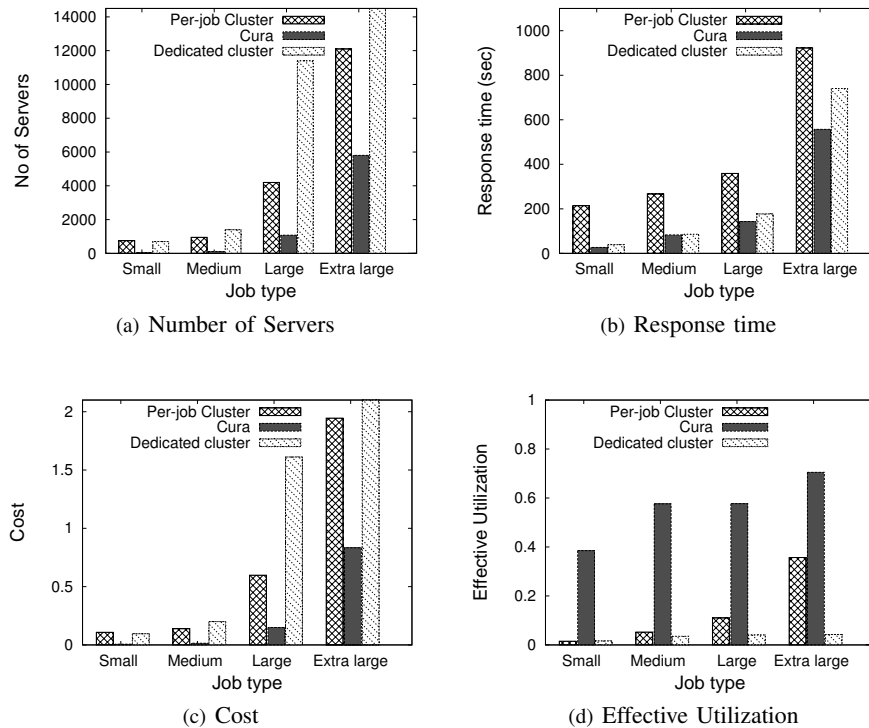 14000
12000
10000
8000
6000
4000
2000
0
No of Servers
Per-job Cluster
Cura
Dedicated cluster
Small Medium Large Extra large
Job type
(a) Number of Servers
1000
800
600
400
200
0
Response time (sec)
Per-job Cluster
Cura
Dedicated cluster
Small Medium Large Extra large
Job type
(b) Response time
2
1.5
1
0.5
0
Cost
Per-job Cluster
Cura
Dedicated cluster
Small Medium Large Extra large
Job type
(c) Cost
1
0.8
0.6
0.4
0.2
0
Effective Utilization
Per-job Cluster
Cura
Dedicated cluster
Small Medium Large Extra large
Job type
(d) Effective Utilization